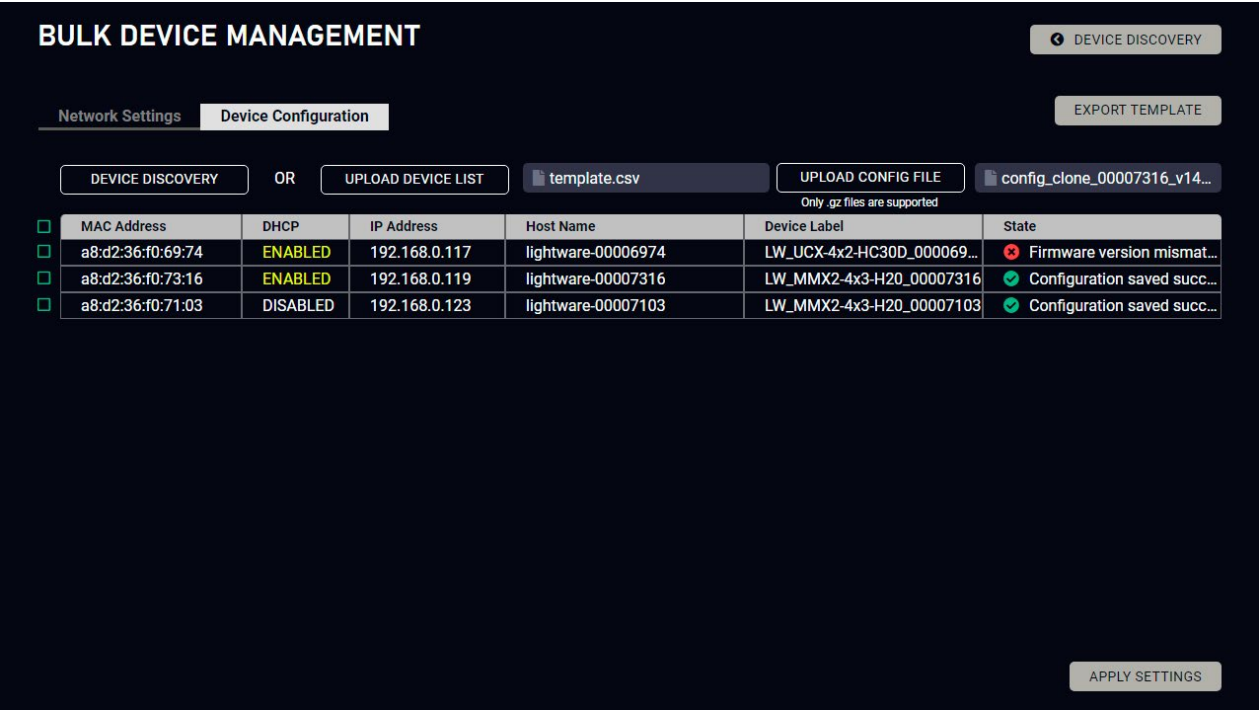 BULK DEVICE MANAGEMENT
DEVICE DISCOVERY
Network Settings Device Configuration
EXPORT TEMPLATE
DEVICE DISCOVERY OR UPLOAD DEVICE LIST template.csv UPLOAD CONFIG FILE config_clone_00007316_v14...
Only .gz files are supported
MAC Address DHCP IP Address Host Name Device Label State
a8:d2:36:f0:69:74 ENABLED 192.168.0.117 lightware-00006974 LW_UCX-4x2-HC30D_000069... Firmware version mismat...
a8:d2:36:f0:73:16 ENABLED 192.168.0.119 lightware-00007316 LW_MMX2-4x3-H20_00007316 Configuration saved succ...
a8:d2:36:f0:71:03 DISABLED 192.168.0.123 lightware-00007103 LW_MMX2-4x3-H20_00007103 Configuration saved succ...
APPLY SETTINGS